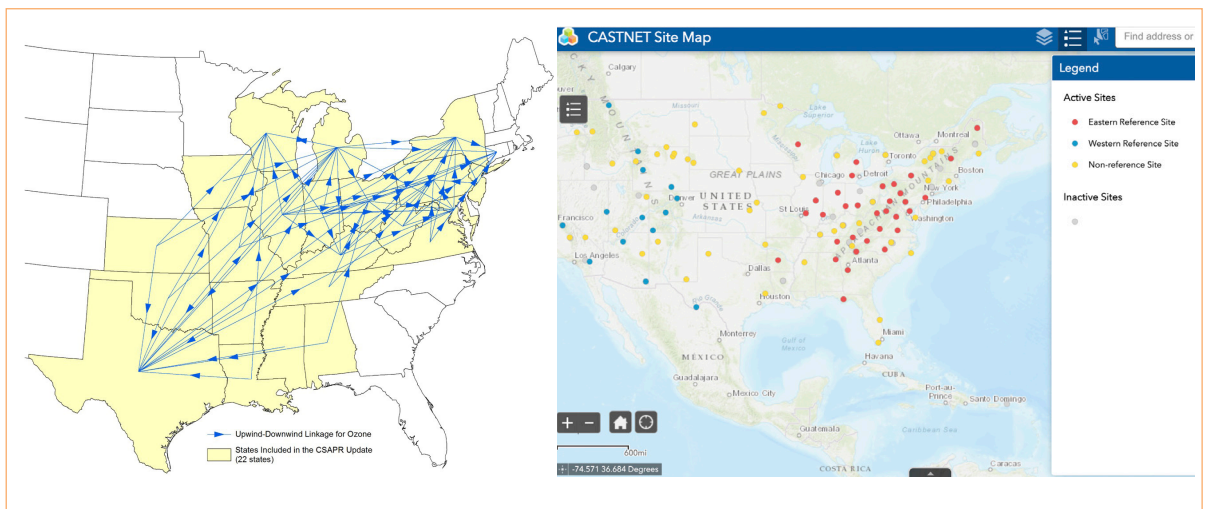 Upwind-Downwind Linkage for Ozone
States Included in the CSAPR Update
(22 states)
CASTNET Site Map
Find address or
Legend
Active Sites
Eastern Reference Site
Western Reference Site
Non-reference Site
Inactive Sites
Calgary
Missouri
Lake
Superior
Ottawa
Montreal
Lake
Huron
Toronto
GREAT PLAINS
Chicago
Detroit
Boston
New York
Philadelphia
Denver
UNITED
STATES
St Louis
Washington
Francisco
Colorado
Arkansas
APPALACHIAN MOUNTAINS
Los Angeles
Atlanta
Dallas
Houston
Rio Grande
Monterrey
Gulf of
Mexico
Miami
MÉXICO
Havana
CUBA
Guadalajara
Mexico City
Port-au-
Prince
Santo Domingo
Guatemala
Caribbean Sea
600mi
-74.571 36.684 Degrees
COSTA RICA
Caracas